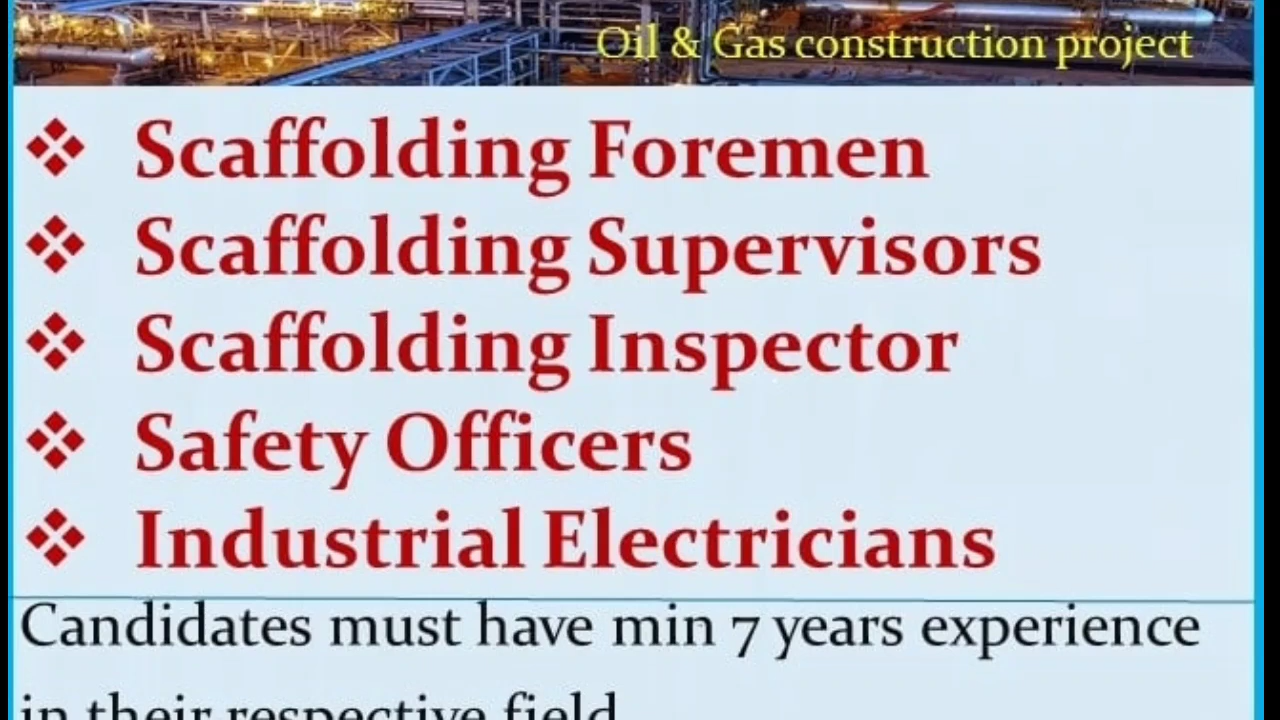 Oil & Gas construction project
❖ Scaffolding Foremen
❖ Scaffolding Supervisors
❖ Scaffolding Inspector
❖ Safety Officers
❖ Industrial Electricians
Candidates must have min 7 years experience
in their respective field